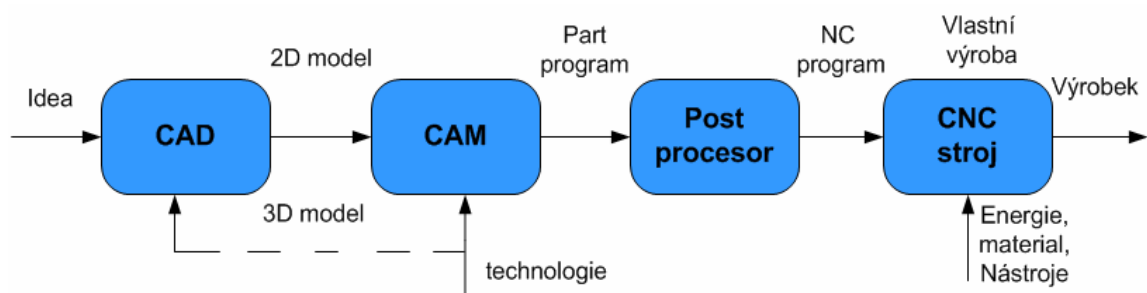 Idea
CAD
2D model
3D model
CAM
technologie
Part
program
Post
procesor
NC
program
Vlastní
výroba
CNC
stroj
Energie,
material,
Nástroje
Výrobek